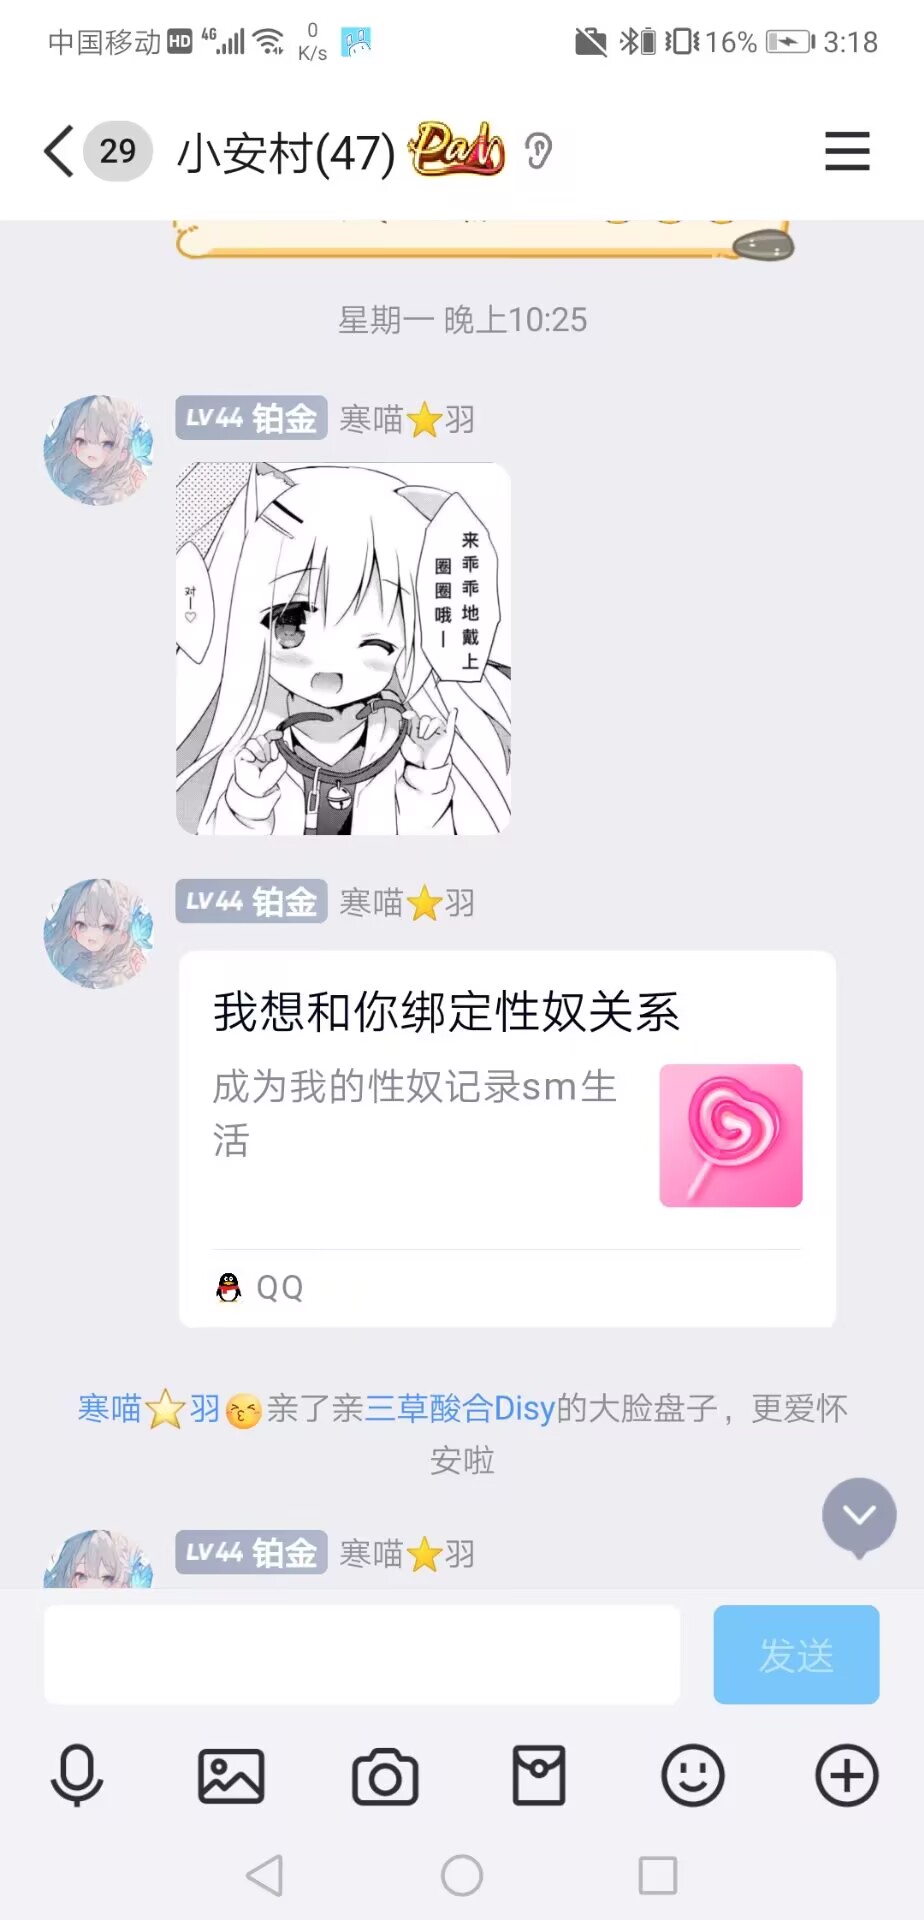 中国移动 HD 4G 0 K/s 16% 3:18
29 小安村(47) Pah
星期一 晚上10:25
LV44 铂金 寒喵⭐羽
来乖乖地戴上
圈圈哦ー
对ー♡
LV44 铂金 寒喵⭐羽
我想和你绑定性奴关系
成为我的性奴记录sm生
活
QQ
寒喵⭐羽😚亲了亲三草酸合Disy的大脸盘子，更爱怀
安啦
LV44 铂金 寒喵⭐羽
发送